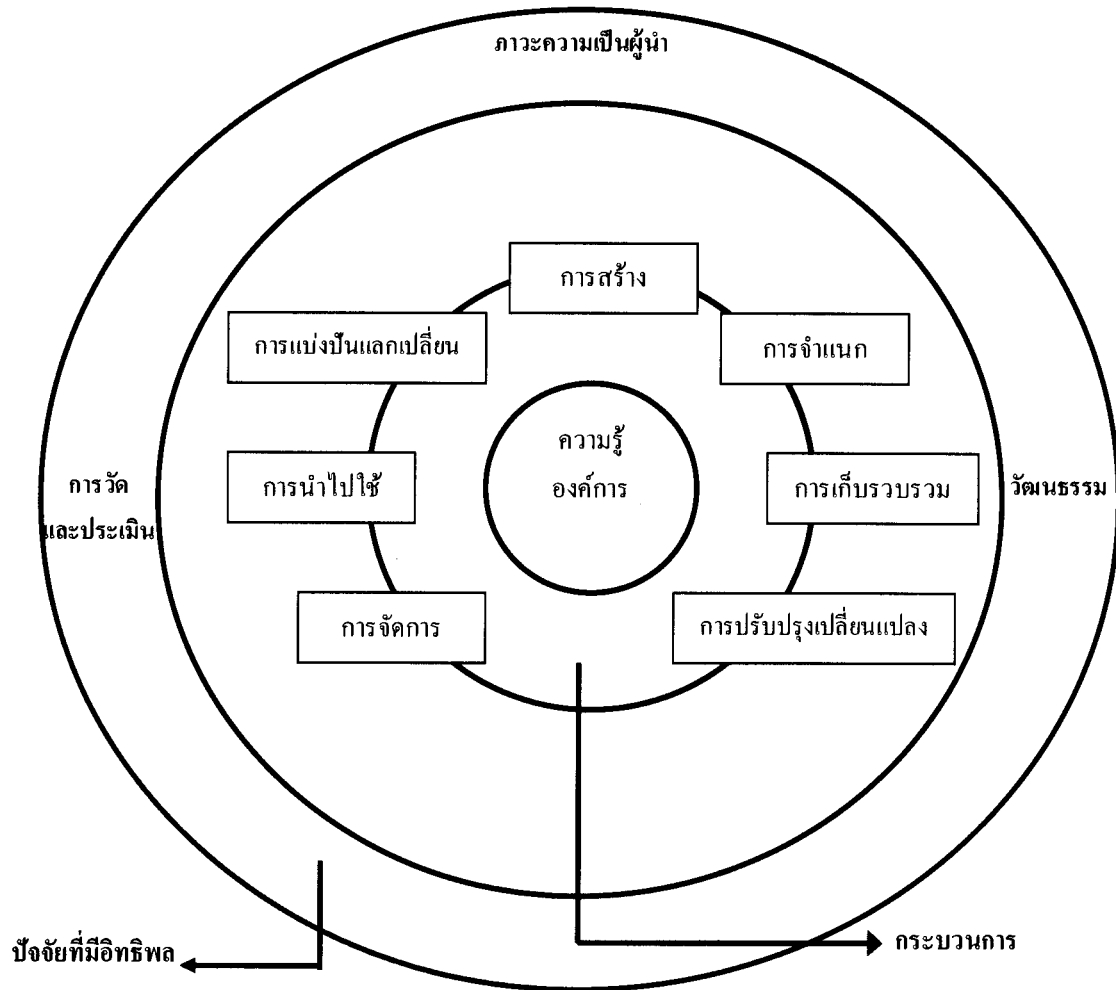 ภาวะความเป็นผู้นำ
การสร้าง
การแบ่งปันแลกเปลี่ยน
การจำแนก
ความรู้
องค์การ
การวัด
และประเมิน
การนำไปใช้
การเก็บรวบรวม
วัฒนธรรม
การจัดการ
การปรับปรุงเปลี่ยนแปลง
ปัจจัยที่มีอิทธิพล
กระบวนการ